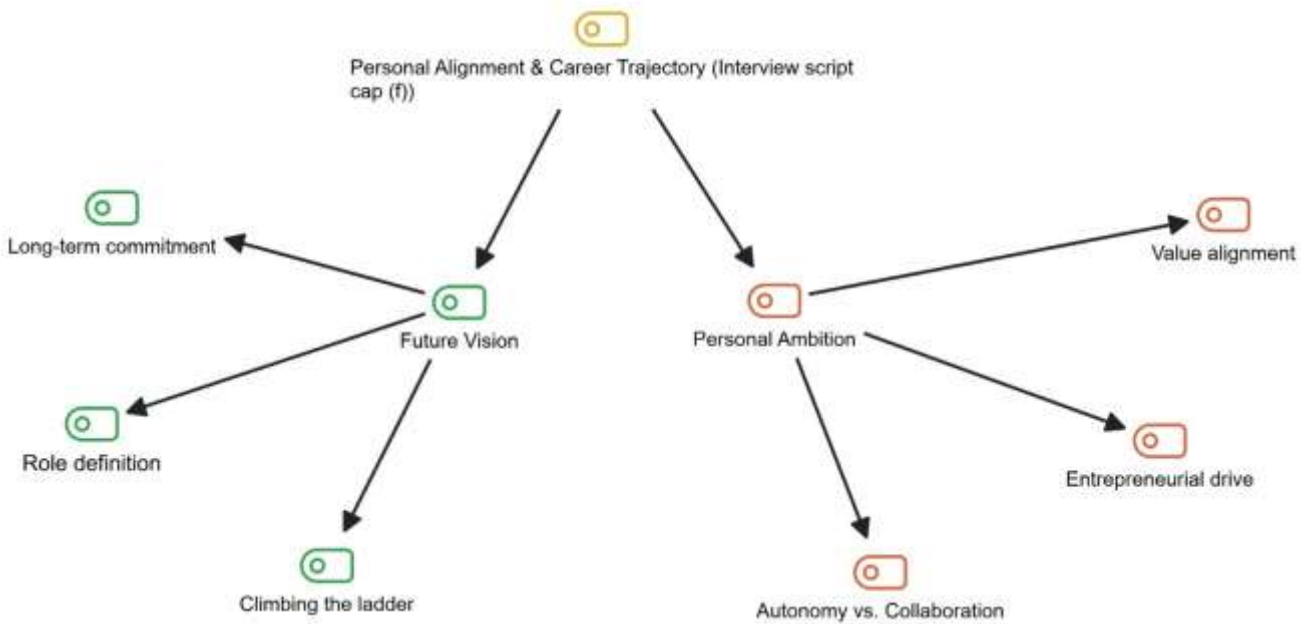 Personal Alignment & Career Trajectory (Interview script
cap (f))
Long-term commitment
Value alignment
Future Vision
Personal Ambition
Role definition
Entrepreneurial drive
Climbing the ladder
Autonomy vs. Collaboration